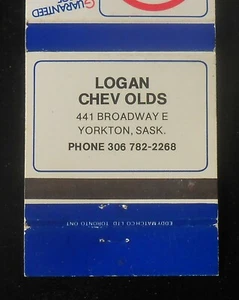 GUARANTEED
LOGAN
CHEV OLDS
441 BROADWAY E
YORKTON, SASK.
PHONE 306 782-2268
EDDY MATCH CO LTD TORONTO ONT